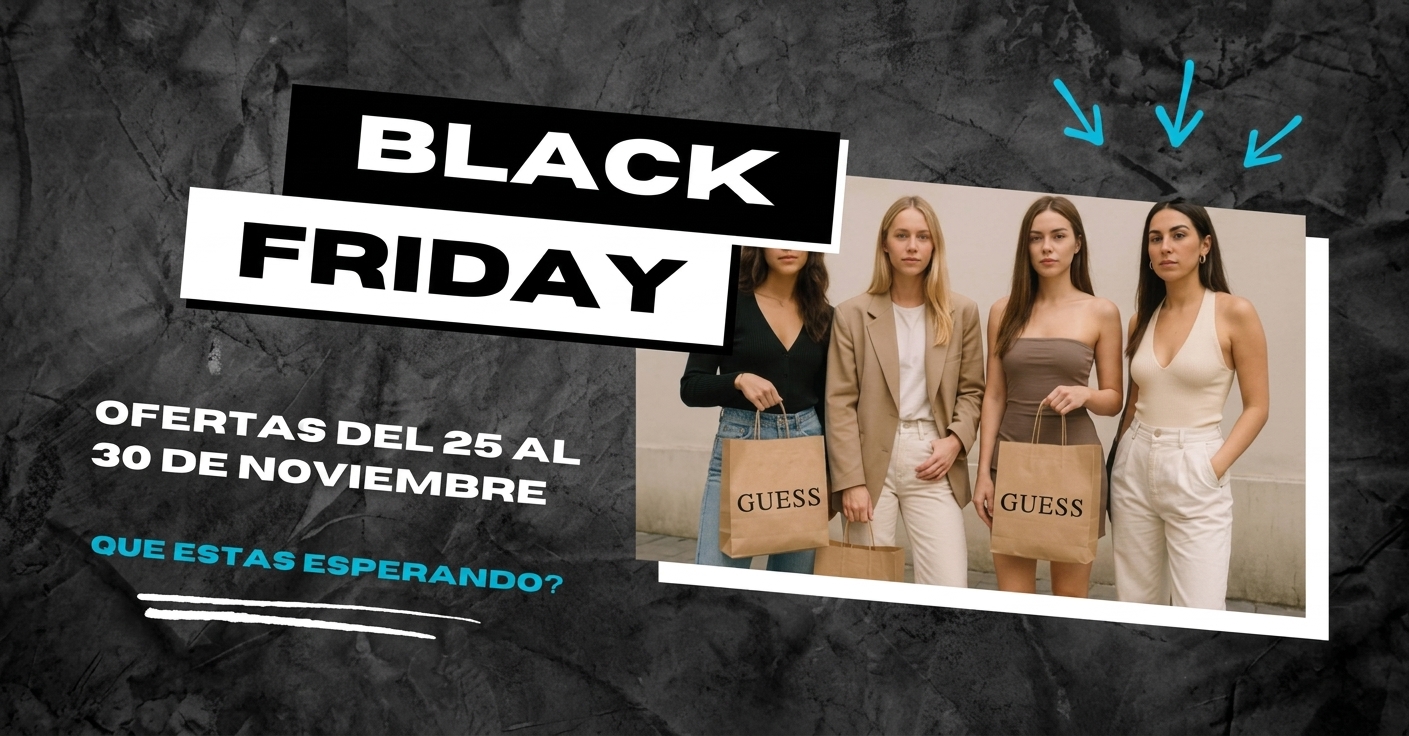 BLACK
FRIDAY
OFERTAS DEL 25 AL
30 DE NOVIEMBRE
QUE ESTAS ESPERANDO?
GUESS
GUESS